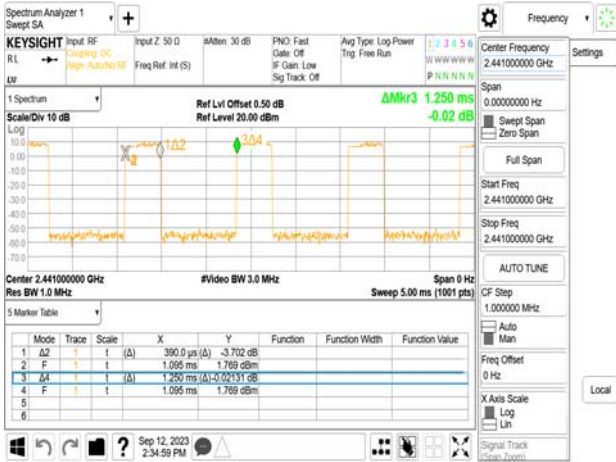 Spectrum Analyzer 1
Swept SA
+
Frequency
KEYSIGHT
RL
Input: RF
Coupling: DC
Align: Auto/No RF
Input Z: 50 Ω
Freq Ref: Int (S)
#Atten: 30 dB
PNO: Fast
Gate: Off
IF Gain: Low
Sig Track: Off
Avg Type: Log-Power
Trig: Free Run
1 2 3 4 5 6
W W W W W W
P N N N N N
1 Spectrum
Scale/Div 10 dB
Ref Lvl Offset 0.50 dB
Ref Level 20.00 dBm
ΔMkr3 1.250 ms
-0.02 dB
Log
10.0
0.00
-10.0
-20.0
-30.0
-40.0
-50.0
-60.0
-70.0
1Δ2
3Δ4
Center 2.441000000 GHz
Res BW 1.0 MHz
#Video BW 3.0 MHz
Span 0 Hz
Sweep 5.00 ms (1001 pts)
5 Marker Table
Mode Trace Scale X Y Function Function Width Function Value
1 Δ2 1 t (Δ) 390.0 µs (Δ) -3.702 dB
2 F 1 t 1.095 ms 1.769 dBm
3 Δ4 1 t (Δ) 1.250 ms (Δ) -0.02131 dB
4 F 1 t 1.095 ms 1.769 dBm
5
6
Sep 12, 2023
2:34:59 PM
Center Frequency
2.441000000 GHz
Settings
Span
0.00000000 Hz
Swept Span
Zero Span
Full Span
Start Freq
2.441000000 GHz
Stop Freq
2.441000000 GHz
AUTO TUNE
CF Step
1.000000 MHz
Auto
Man
Freq Offset
0 Hz
Local
X Axis Scale
Log
Lin
Signal Track
(Span Zoom)